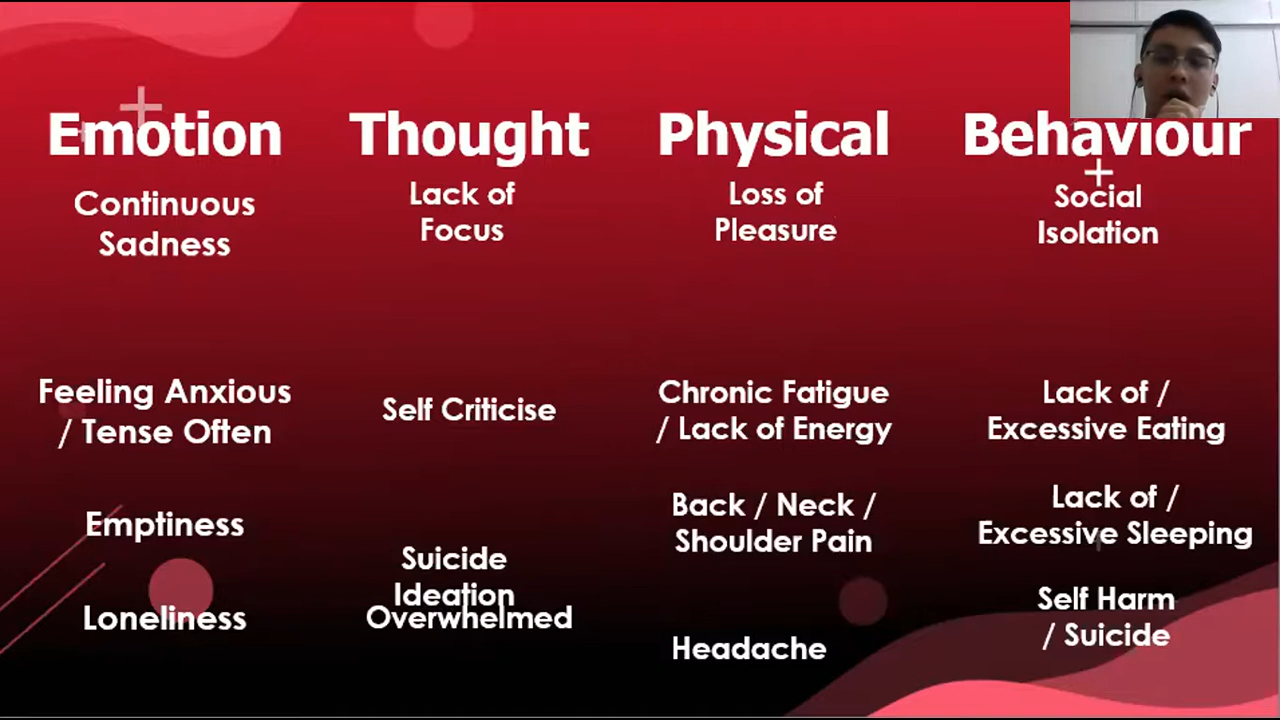 Emotion
Thought
Physical
Behaviour
Continuous
Sadness
Lack of
Focus
Loss of
Pleasure
Social
Isolation
Feeling Anxious
/ Tense Often
Self Criticise
Chronic Fatigue
/ Lack of Energy
Lack of /
Excessive Eating
Emptiness
Suicide
Ideation
Back / Neck /
Shoulder Pain
Lack of /
Excessive Sleeping
Loneliness
Overwhelmed
Headache
Self Harm
/ Suicide